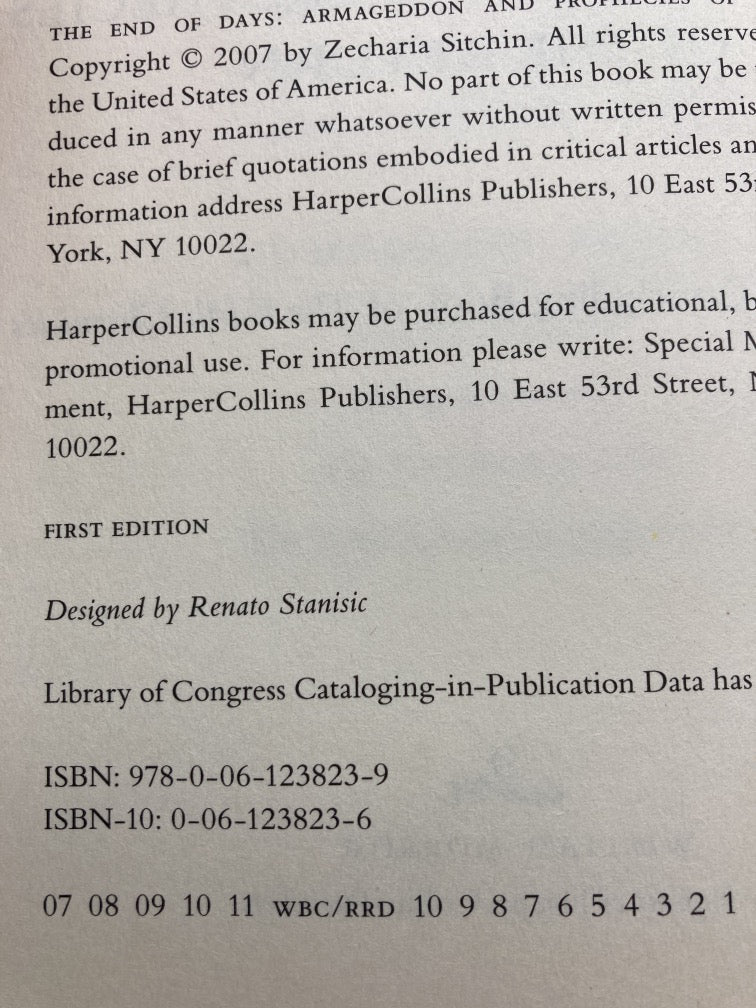 THE END OF DAYS: ARMAGEDDON AND PROPHECIES OF
Copyright © 2007 by Zecharia Sitchin. All rights reserve
the United States of America. No part of this book may be
duced in any manner whatsoever without written permis
the case of brief quotations embodied in critical articles an
information address HarperCollins Publishers, 10 East 53r
York, NY 10022.
HarperCollins books may be purchased for educational, b
promotional use. For information please write: Special M
ment, HarperCollins Publishers, 10 East 53rd Street, N
10022.
FIRST EDITION
Designed by Renato Stanisic
Library of Congress Cataloging-in-Publication Data has
ISBN: 978-0-06-123823-9
ISBN-10: 0-06-123823-6
07 08 09 10 11 WBC/RRD 10 9 8 7 6 5 4 3 2 1